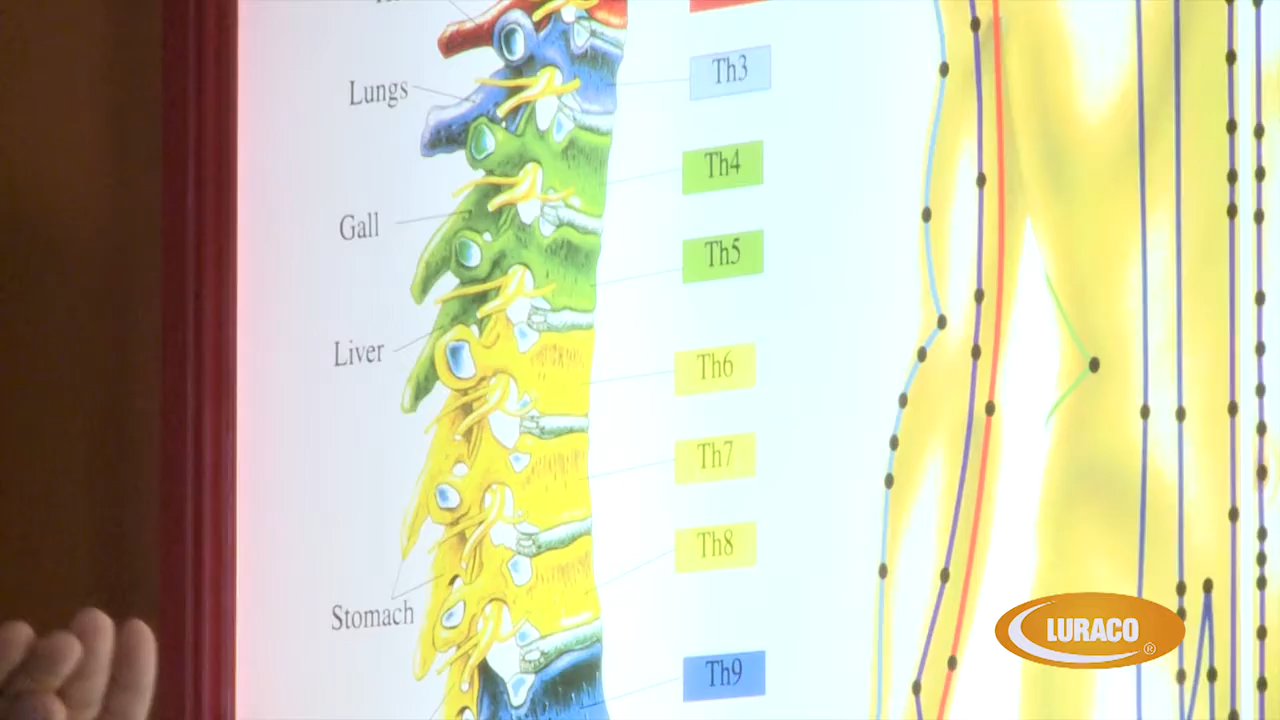 Lungs
Th3
Th4
Gall
Th5
Liver
Th6
Th7
Th8
Stomach
Th9
LURACO
®